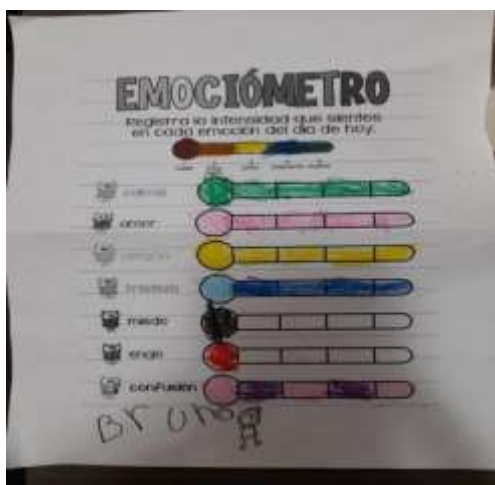 EMOCIÓMETRO
Registra la intensidad que sientes
en cada emoción del día de hoy.
calma
amor
alegría
tristeza
miedo
enojo
confusión
Bruno